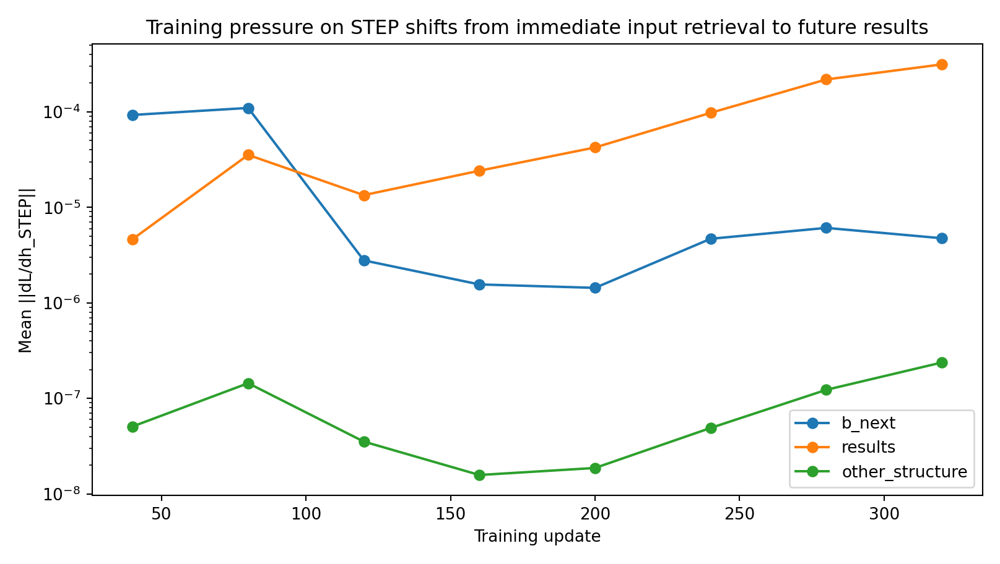 Training pressure on STEP shifts from immediate input retrieval to future results
Mean ||dL/dh_STEP||
10⁻⁴
10⁻⁵
10⁻⁶
10⁻⁷
10⁻⁸
b_next
results
other_structure
50
100
150
200
250
300
Training update